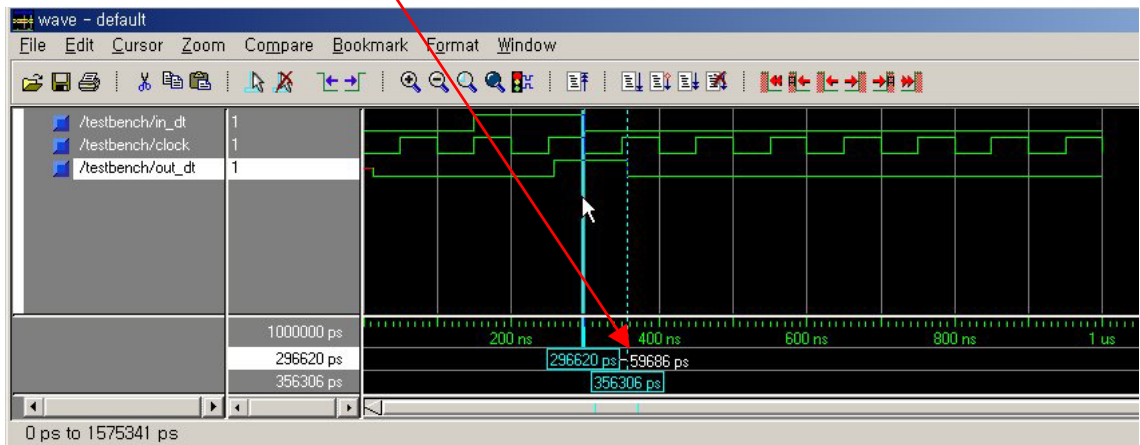 wave - default
File Edit Cursor Zoom Compare Bookmark Format Window
/testbench/in_dt 1
/testbench/clock 1
/testbench/out_dt 1
1000000 ps
200 ns 400 ns 600 ns 800 ns 1 us
296620 ps 296620 ps 59686 ps
356306 ps 356306 ps
0 ps to 1575341 ps